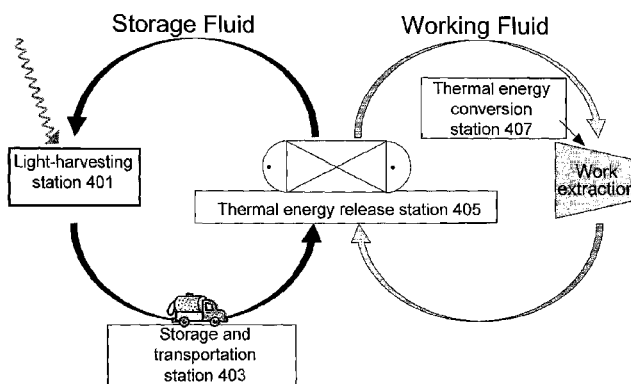 Storage Fluid
Working Fluid
Thermal energy
conversion
station 407
Light-harvesting
station 401
Work
extraction
Thermal energy release station 405
Storage and
transportation
station 403